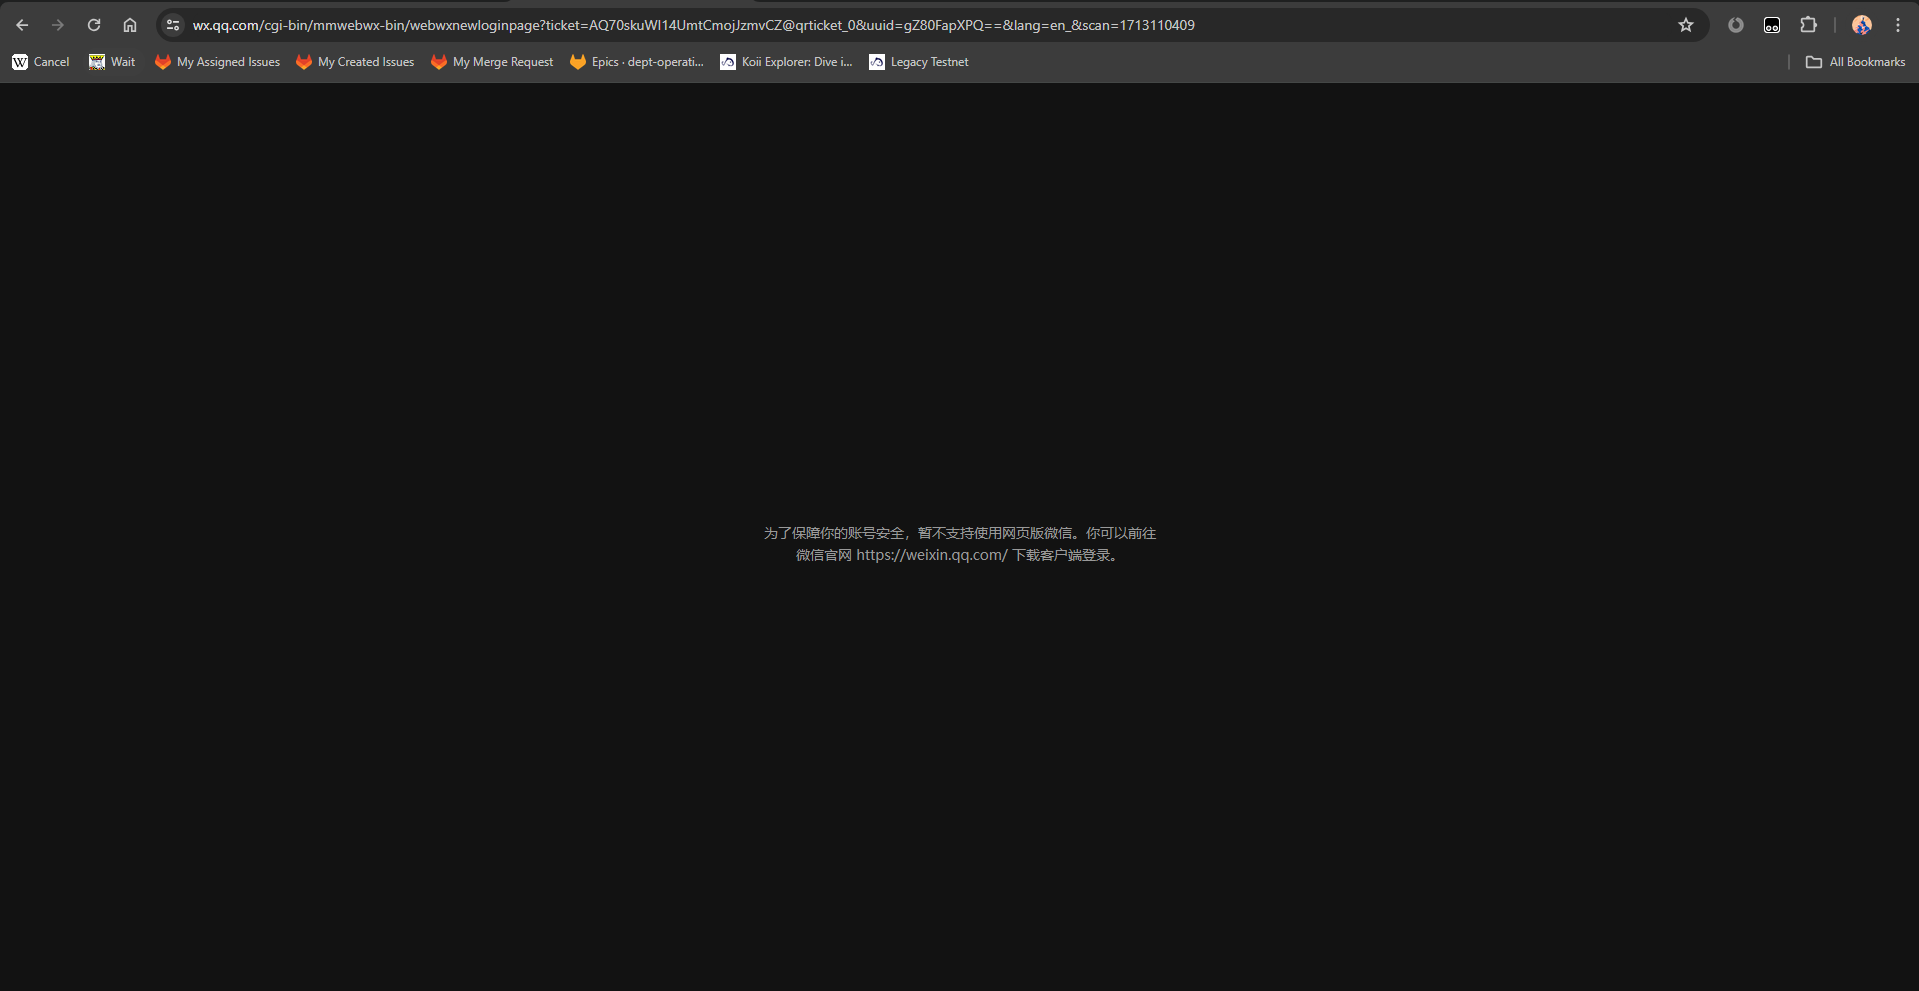 wx.qq.com/cgi-bin/mmwebwx-bin/webwxnewloginpage?ticket=AQ70skuWI14UmtCmojJzmvCZ@qrticket_0&uuid=gZ80FapXPQ==&lang=en_&scan=1713110409
Cancel Wait My Assigned Issues My Created Issues My Merge Request Epics · dept-operati... Koii Explorer: Dive i... Legacy Testnet All Bookmarks
为了保障你的账号安全，暂不支持使用网页版微信。你可以前往
微信官网 https://weixin.qq.com/ 下载客户端登录。